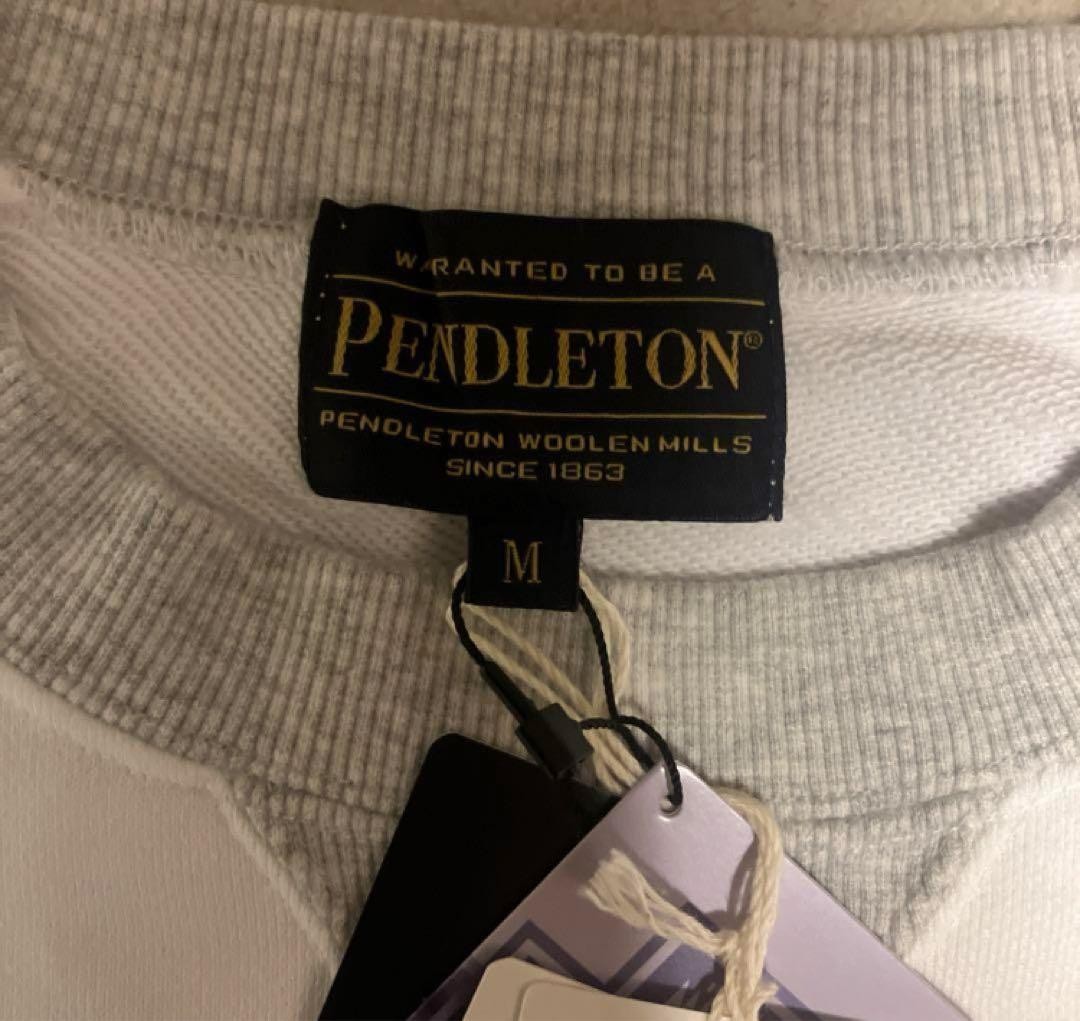 WARRANTED TO BE A
PENDLETON®
PENDLETON WOOLEN MILLS
SINCE 1863
M